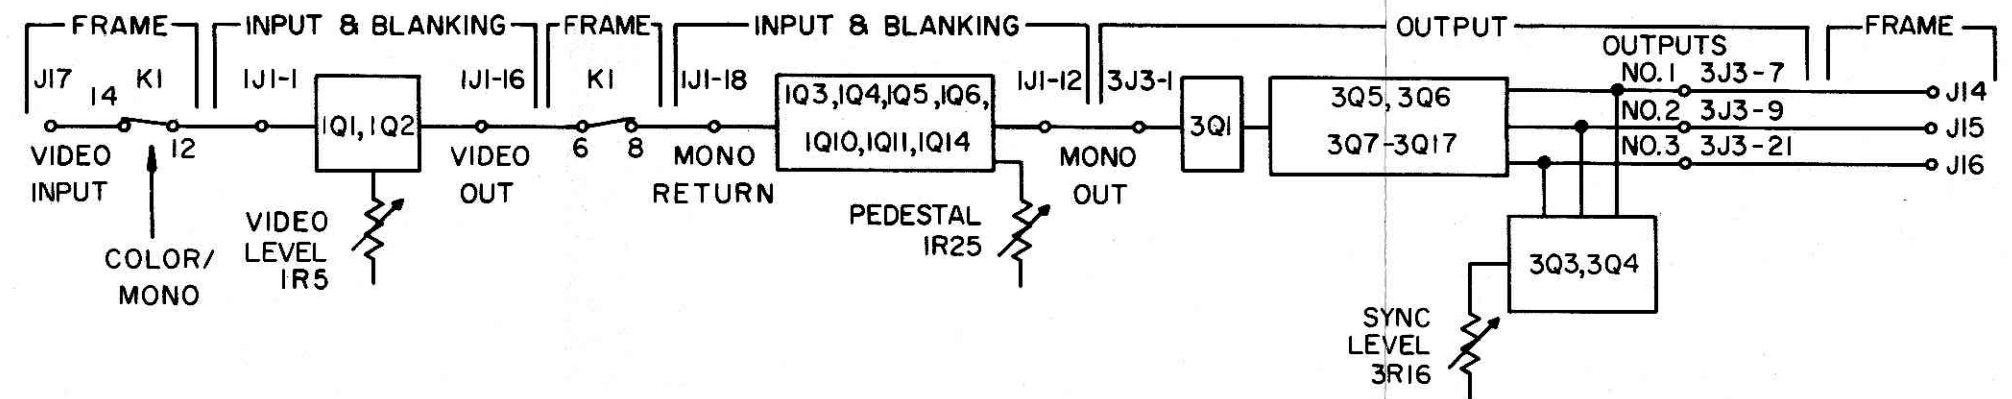 FRAME
INPUT & BLANKING
FRAME
INPUT & BLANKING
OUTPUT
FRAME
J17
14
K1
1J1-1
1J1-16
K1
1J1-18
1J1-12
3J3-1
OUTPUTS
NO.1 3J3-7
J14
NO.2 3J3-9
J15
NO.3 3J3-21
J16
1Q1,1Q2
1Q3,1Q4,1Q5,1Q6,
1Q10,1Q11,1Q14
3Q1
3Q5,3Q6
3Q7-3Q17
VIDEO
INPUT
12
COLOR/
MONO
VIDEO
LEVEL
1R5
VIDEO
OUT
6
8
MONO
RETURN
PEDESTAL
1R25
MONO
OUT
3Q3,3Q4
SYNC
LEVEL
3R16